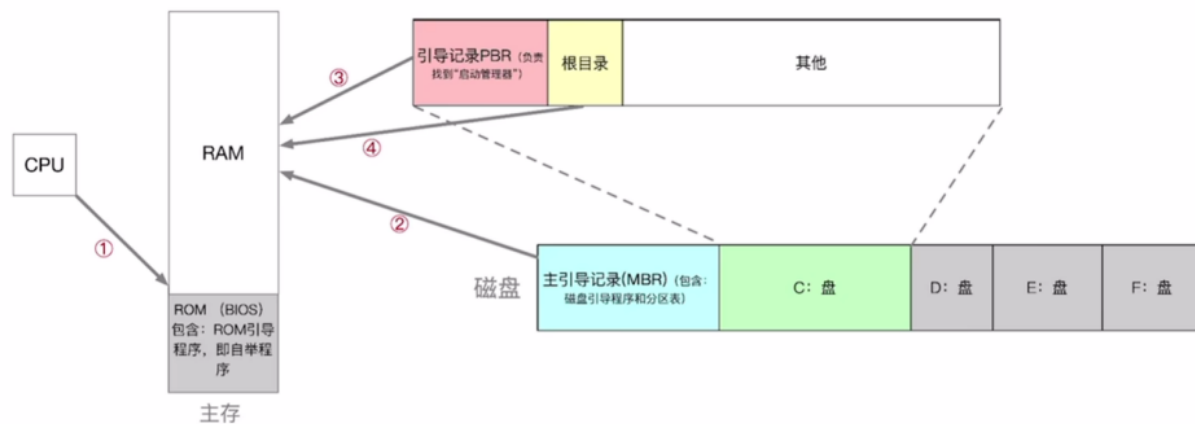 引导记录PBR（负责
找到“启动管理器”）
根目录
其他
③
RAM
④
CPU
②
①
磁盘
主引导记录(MBR)（包含：
磁盘引导程序和分区表）
C：盘
D：盘
E：盘
F：盘
ROM （BIOS）
包含：ROM引导
程序，即自举程
序
主存